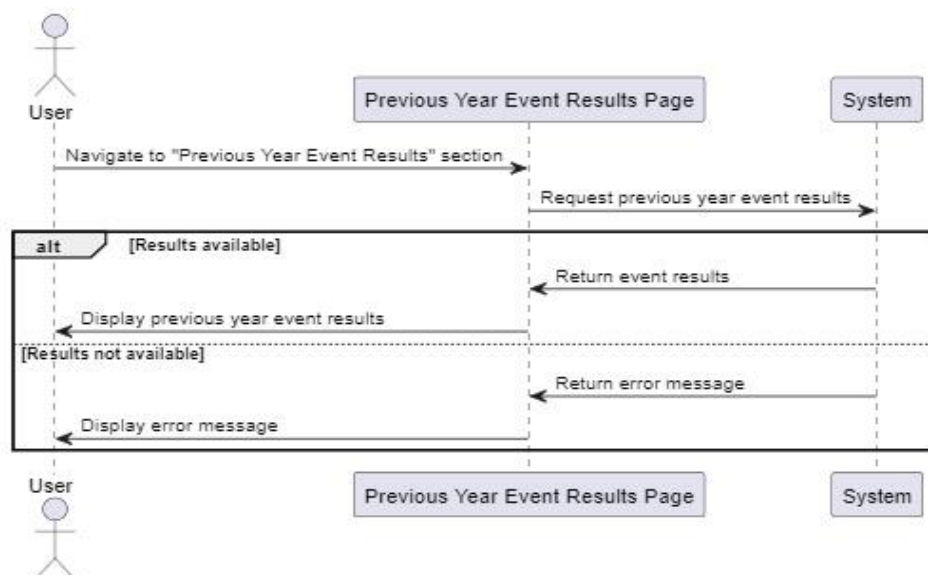 User
Previous Year Event Results Page
System
Navigate to "Previous Year Event Results" section
Request previous year event results
alt [Results available]
Return event results
Display previous year event results
[Results not available]
Return error message
Display error message
User
Previous Year Event Results Page
System